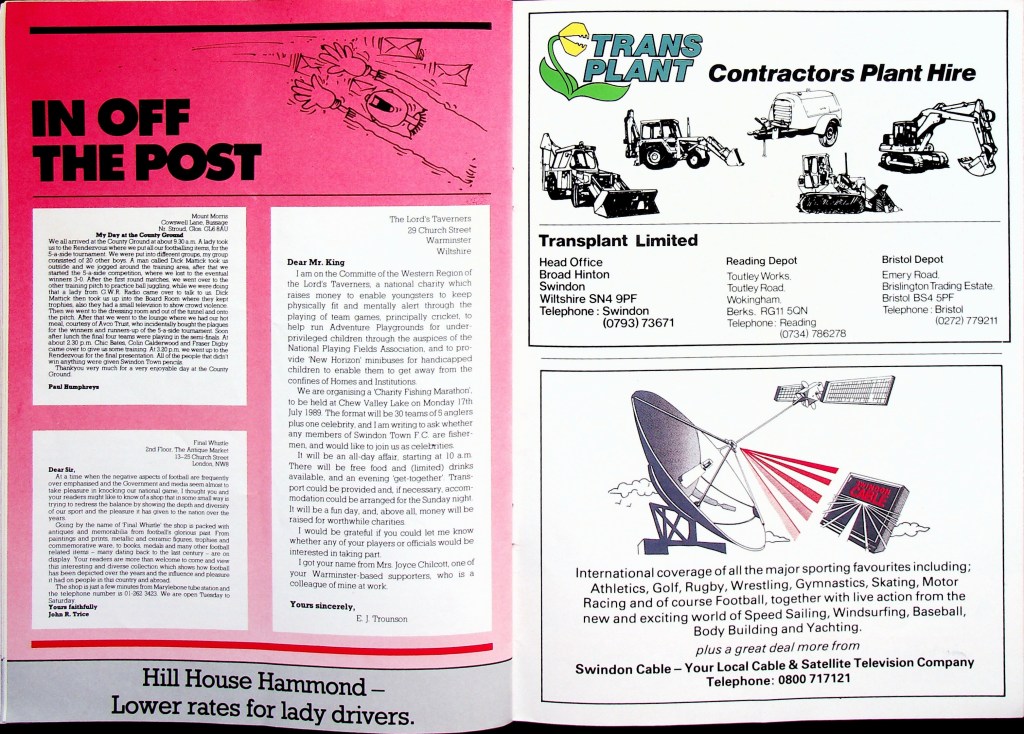 IN OFF
THE POST
Mount Morris
Cowswell Lane, Bussage
Nr. Stroud, Glos. GL6 8AU
My Day at the County Ground
We all arrived at the County Ground at about 9.30 a.m. A lady took
us to the Rendezvous where we put all our footballing items, for the
5-a-side tournament. We were put into different groups, my group
consisted of 20 other boys. A man called Dick Mattick took us
outside and we jogged around the training area, after that we
started the 5-a-side competition, where we lost to the eventual
winners 3-0. After the first round matches, we went over to the
other training pitch to practice ball juggling, while we were doing
that a lady from G.W.R. Radio came over to talk to us. Dick
Mattick then took us up into the Board Room where they kept
trophies, also they had a small television to show crowd violence.
Then we went to the dressing room and out of the tunnel and onto
the pitch. After that we went to the lounge where we had our hot
meal, courtesy of Avco Trust, who incidentally bought the plaques
for the winners and runners-up of the 5-a-side tournament. Soon
after lunch the final four teams were playing in the semi-finals. At
about 2.30 p.m. Chic Bates, Colin Calderwood and Fraser Digby
came over to give us some training. At 3.20 p.m. we went up to the
Rendezvous for the final presentation. All of the people that didn't
win anything were given Swindon Town pencils.
Thankyou very much for a very enjoyable day at the County
Ground.
Paul Humphreys
Final Whistle
2nd Floor, The Antique Market
13–25 Church Street
London, NW8
Dear Sir,
At a time when the negative aspects of football are frequently
over emphasised and the Government and media seem almost to
take pleasure in knocking our national game, I thought you and
your readers might like to know of a shop that in some small way is
trying to redress the balance by showing the depth and diversity
of our sport and the pleasure it has given to the nation over the
years.
Going by the name of 'Final Whistle' the shop is packed with
antiques and memorabilia from football's glorious past. From
paintings and prints, metallic and ceramic figures, trophies and
commemorative ware, to books, medals and many other football
related items – many dating back to the last century – are on
display. Your readers are more than welcome to come and view
this interesting and diverse collection which shows how football
has been depicted over the years and the influence and pleasure
it had on people in this country and abroad.
The shop is just a few minutes from Marylebone tube station and
the telephone number is 01-262 3423. We are open Tuesday to
Saturday.
Yours faithfully
John R. Trice
The Lord's Taverners
29 Church Street
Warminster
Wiltshire
Dear Mr. King
I am on the Committe of the Western Region of
the Lord's Taverners, a national charity which
raises money to enable youngsters to keep
physically fit and mentally alert through the
playing of team games, principally cricket, to
help run Adventure Playgrounds for under-
privileged children through the auspices of the
National Playing Fields Association, and to pro-
vide 'New Horizon' minibuses for handicapped
children to enable them to get away from the
confines of Homes and Institutions.
We are organising a 'Charity Fishing Marathon',
to be held at Chew Valley Lake on Monday 17th
July 1989. The format will be 30 teams of 5 anglers
plus one celebrity, and I am writing to ask whether
any members of Swindon Town F.C. are fisher-
men, and would like to join us as celebrities.
It will be an all-day affair, starting at 10 a.m.
There will be free food and (limited) drinks
available, and an evening 'get-together'. Trans-
port could be provided and, if necessary, accom-
modation could be arranged for the Sunday night.
It will be a fun day, and, above all, money will be
raised for worthwhile charities.
I would be grateful if you could let me know
whether any of your players or officials would be
interested in taking part.
I got your name from Mrs. Joyce Chilcott, one of
your Warminster-based supporters, who is a
colleague of mine at work.
Yours sincerely,
E. J. Trounson
Hill House Hammond –
Lower rates for lady drivers.
TRANS
PLANT
Contractors Plant Hire
Transplant Limited
Head Office
Broad Hinton
Swindon
Wiltshire SN4 9PF
Telephone : Swindon
(0793) 73671
Reading Depot
Toutley Works,
Toutley Road,
Wokingham,
Berks. RG11 5QN
Telephone : Reading
(0734) 786278
Bristol Depot
Emery Road,
Brislington Trading Estate.
Bristol BS4 5PF
Telephone : Bristol
(0272) 779211
SWINDON
CABLE
International coverage of all the major sporting favourites including;
Athletics, Golf, Rugby, Wrestling, Gymnastics, Skating, Motor
Racing and of course Football, together with live action from the
new and exciting world of Speed Sailing, Windsurfing, Baseball,
Body Building and Yachting.
plus a great deal more from
Swindon Cable – Your Local Cable & Satellite Television Company
Telephone: 0800 717121